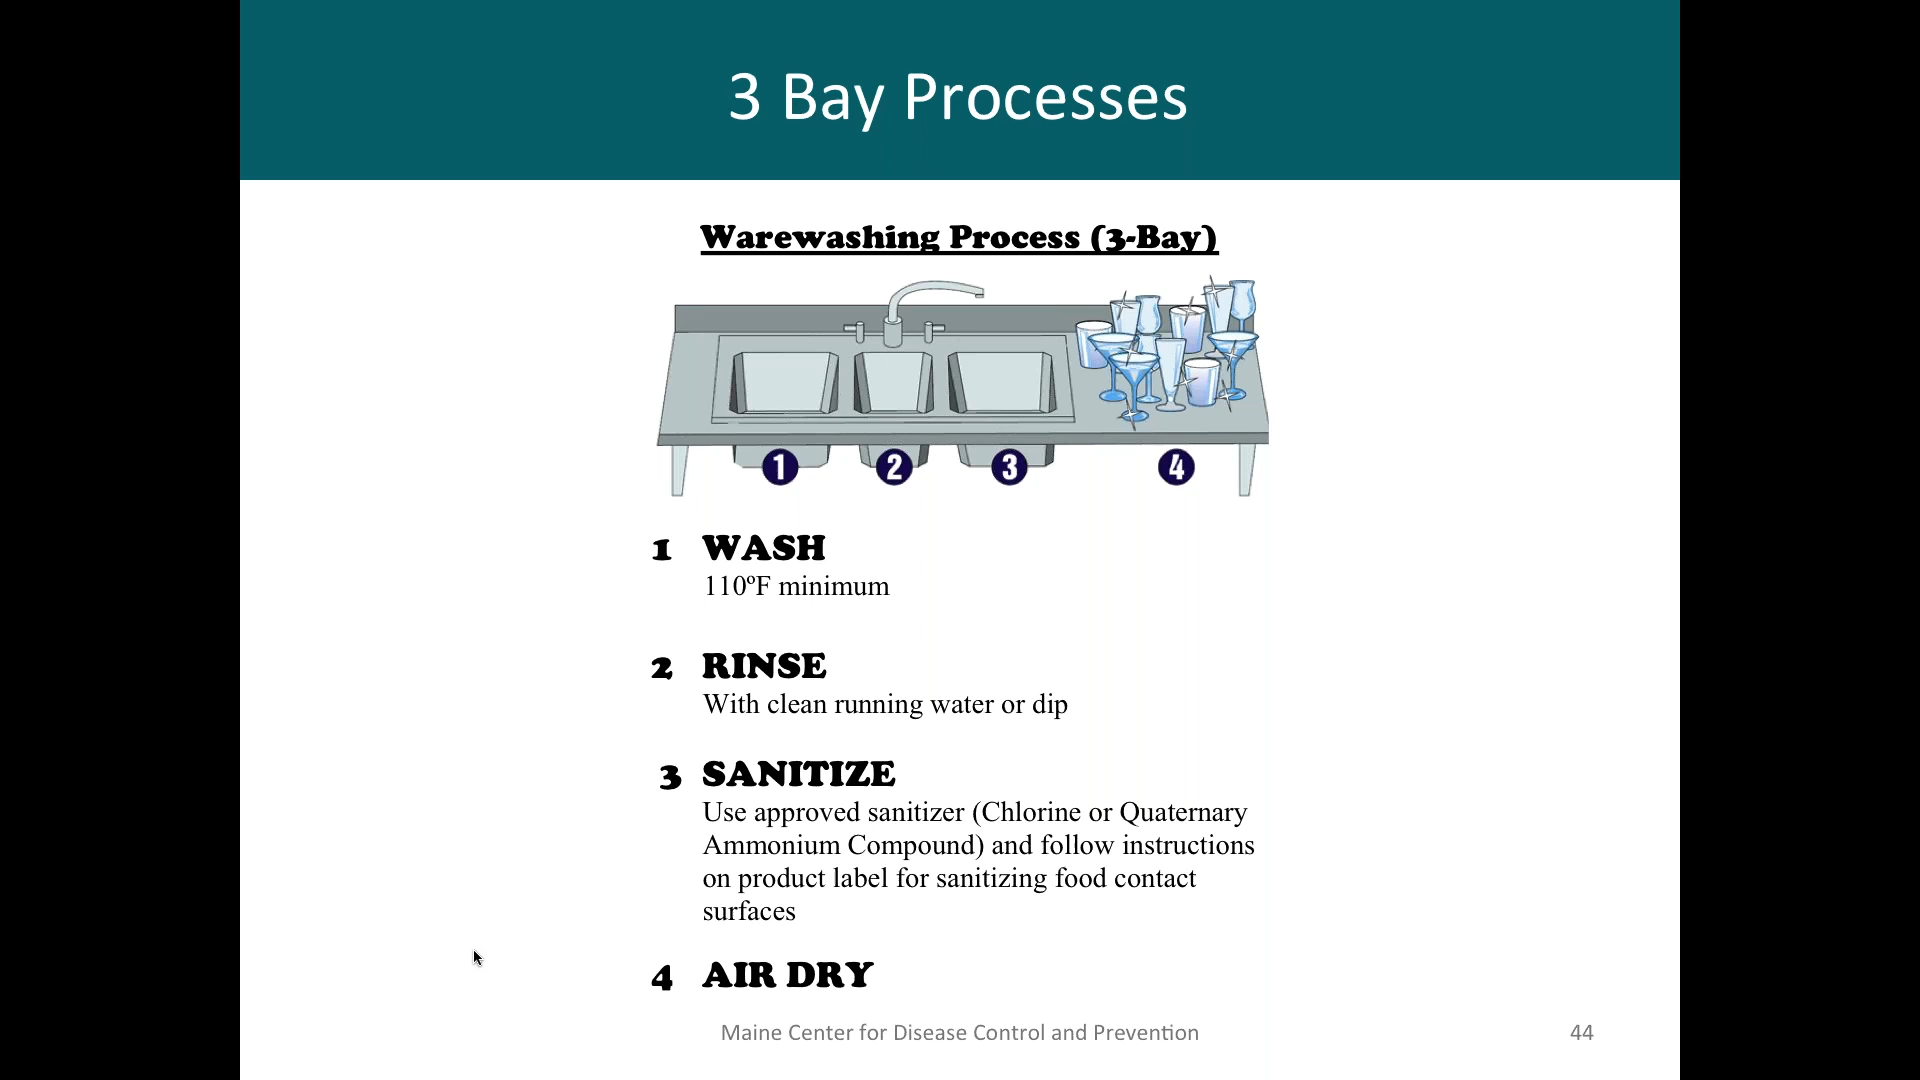 3 Bay Processes
Warewashing Process (3-Bay)
1 2 3 4
1 WASH
110ºF minimum
2 RINSE
With clean running water or dip
3 SANITIZE
Use approved sanitizer (Chlorine or Quaternary
Ammonium Compound) and follow instructions
on product label for sanitizing food contact
surfaces
4 AIR DRY
Maine Center for Disease Control and Prevention 44